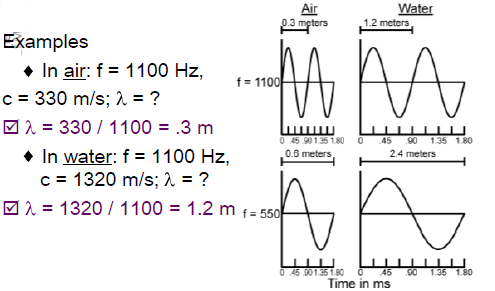 Examples
♦ In air: f = 1100 Hz,
c = 330 m/s; λ = ?
☑ λ = 330 / 1100 = .3 m
♦ In water: f = 1100 Hz,
c = 1320 m/s; λ = ?
☑ λ = 1320 / 1100 = 1.2 m
Air Water
0.3 meters 1.2 meters
f = 1100
0 .45 .90 1.35 1.80 0 .45 .90 1.35 1.80
0.6 meters 2.4 meters
f = 550
0 .45 .90 1.35 1.80 0 .45 .90 1.35 1.80
Time in ms